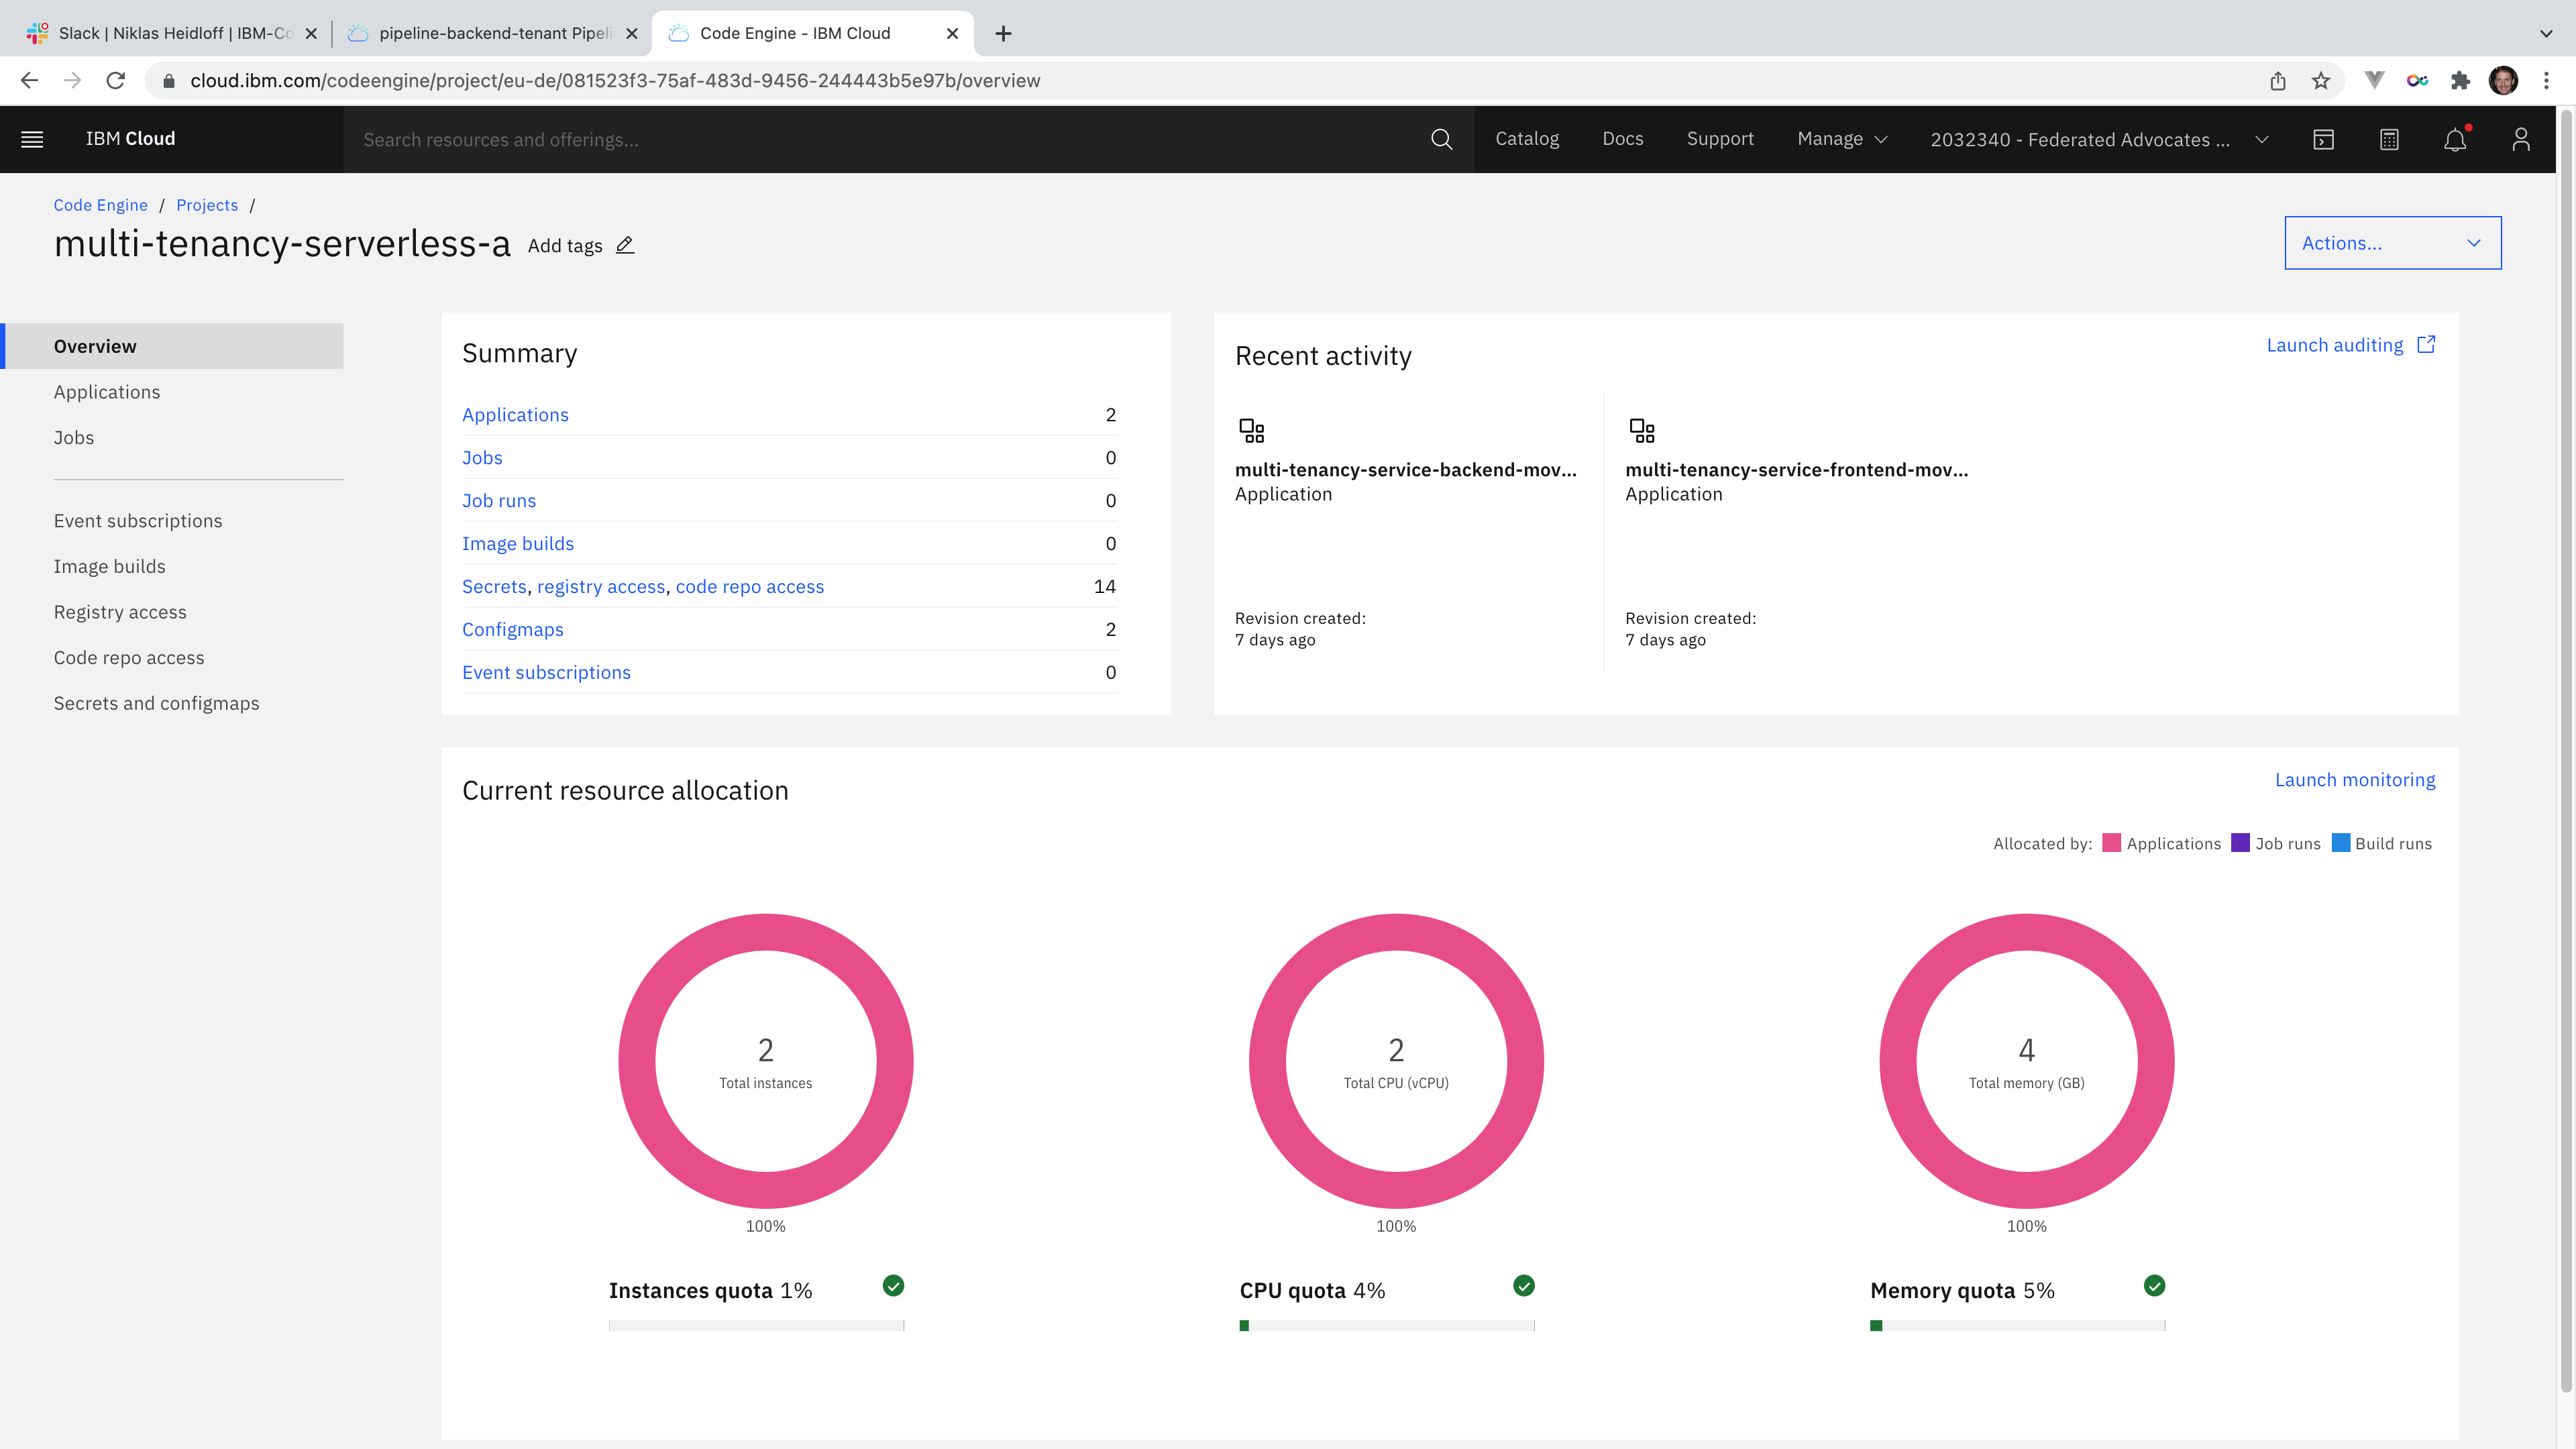 Slack | Niklas Heidloff | IBM-Co
pipeline-backend-tenant Pipeli
Code Engine - IBM Cloud
cloud.ibm.com/codeengine/project/eu-de/081523f3-75af-483d-9456-244443b5e97b/overview
IBM Cloud
Search resources and offerings...
Catalog
Docs
Support
Manage
2032340 - Federated Advocates ...
Code Engine / Projects /
multi-tenancy-serverless-a
Add tags
Actions...
Overview
Applications
Jobs
Event subscriptions
Image builds
Registry access
Code repo access
Secrets and configmaps
Summary
Applications 2
Jobs 0
Job runs 0
Image builds 0
Secrets, registry access, code repo access 14
Configmaps 2
Event subscriptions 0
Recent activity
Launch auditing
multi-tenancy-service-backend-mov...
Application
Revision created:
7 days ago
multi-tenancy-service-frontend-mov...
Application
Revision created:
7 days ago
Current resource allocation
Launch monitoring
Allocated by: Applications Job runs Build runs
2
Total instances
100%
Instances quota 1%
2
Total CPU (vCPU)
100%
CPU quota 4%
4
Total memory (GB)
100%
Memory quota 5%